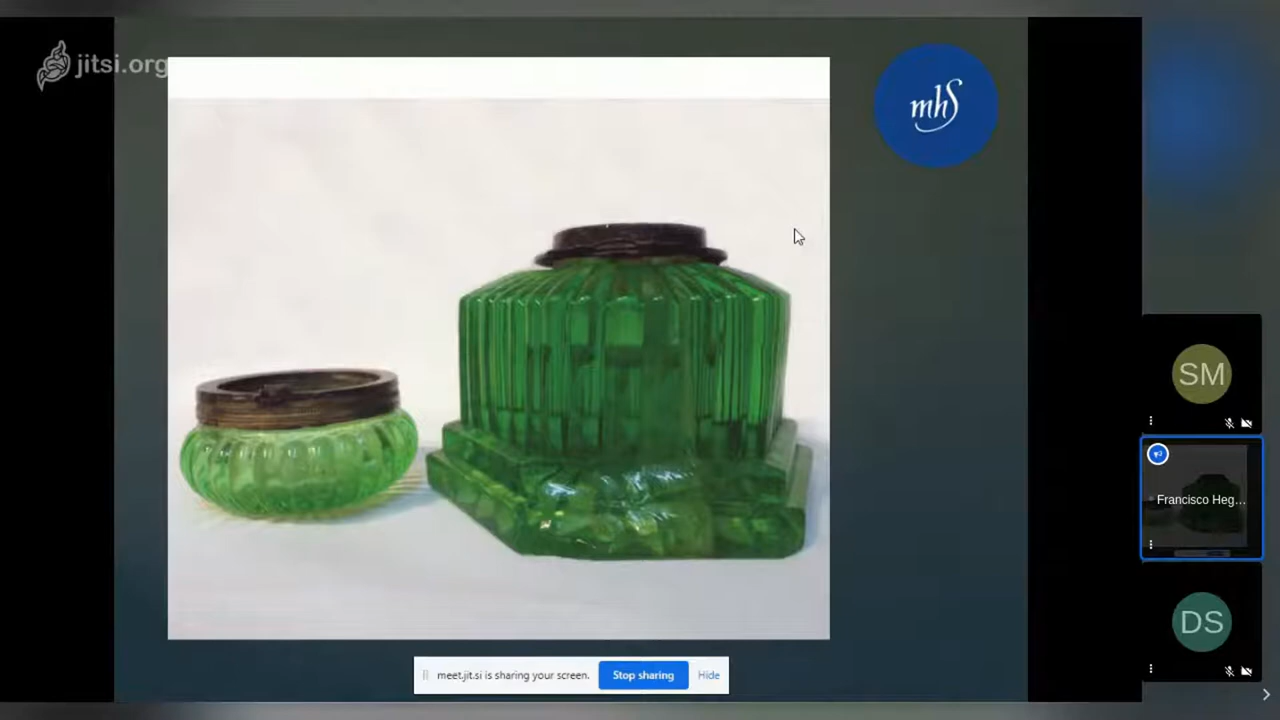 jitsi.org
mhS
SM
Francisco Heg...
DS
meet.jit.si is sharing your screen. Stop sharing Hide